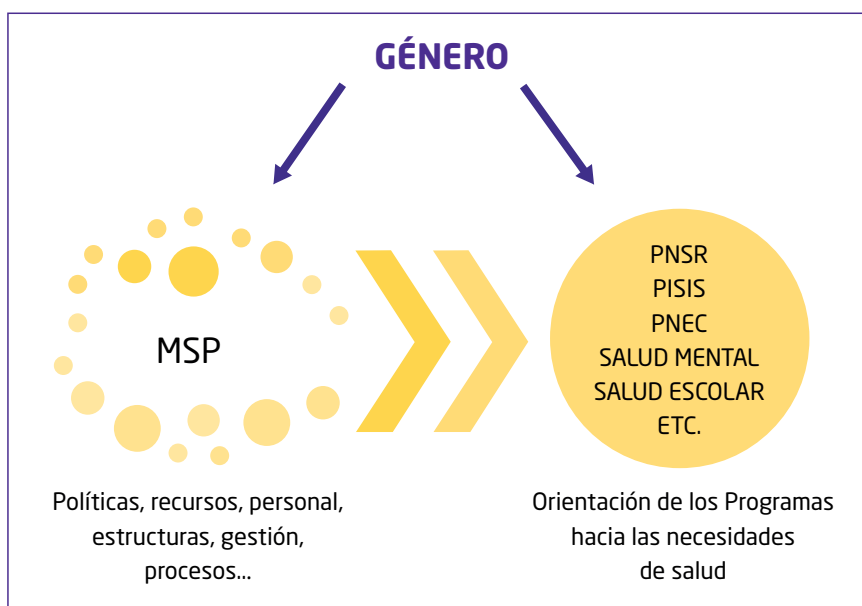 GÉNERO
MSP
Políticas, recursos, personal,
estructuras, gestión,
procesos...
PNSR
PISIS
PNEC
SALUD MENTAL
SALUD ESCOLAR
ETC.
Orientación de los Programas
hacia las necesidades
de salud